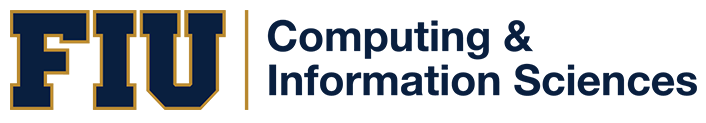 FIU
Computing &
Information Sciences